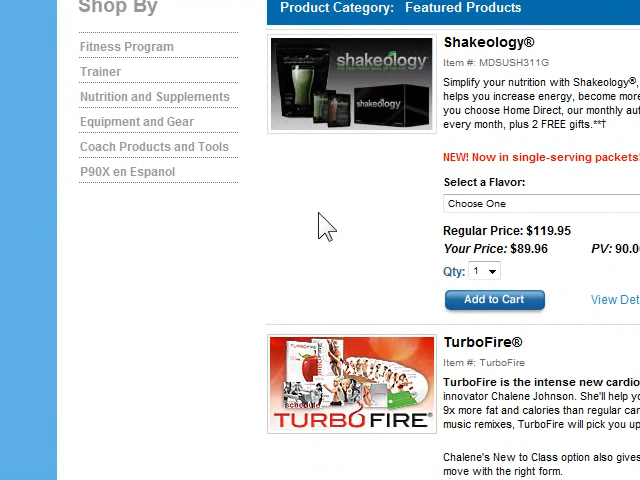 Shop By
Fitness Program
Trainer
Nutrition and Supplements
Equipment and Gear
Coach Products and Tools
P90X en Espanol
Product Category: Featured Products
shakeology
shakeology
Shakeology®
Item #: MDSUSH311G
Simplify your nutrition with Shakeology®,
helps you increase energy, become more
you choose Home Direct, our monthly au
every month, plus 2 FREE gifts.**†
NEW! Now in single-serving packets!
Select a Flavor:
Choose One
Regular Price: $119.95
Your Price: $89.96 PV: 90.0
Qty: 1
Add to Cart View Det
TURBOFIRE
schedule
TURBOFIRE®
TurboFire®
Item #: TurboFire
TurboFire is the intense new cardio
innovator Chalene Johnson. She'll help yo
9x more fat and calories than regular car
music remixes, TurboFire will pick you up
Chalene's New to Class option also gives
move with the right form.